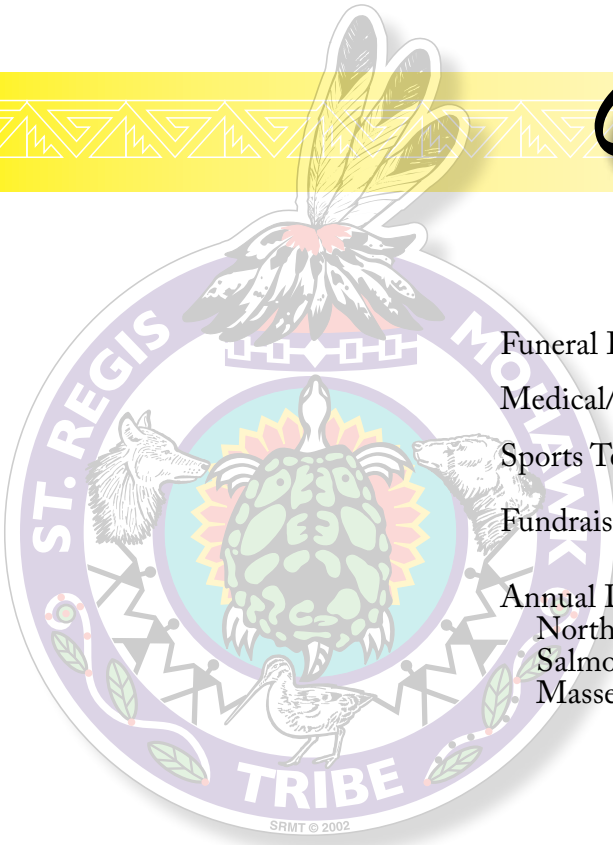 ST. REGIS MOHAWK
TRIBE
SRMT © 2002
Funeral
Medical/
Sports
Fundrais
Annual
North
Salmo
Masse